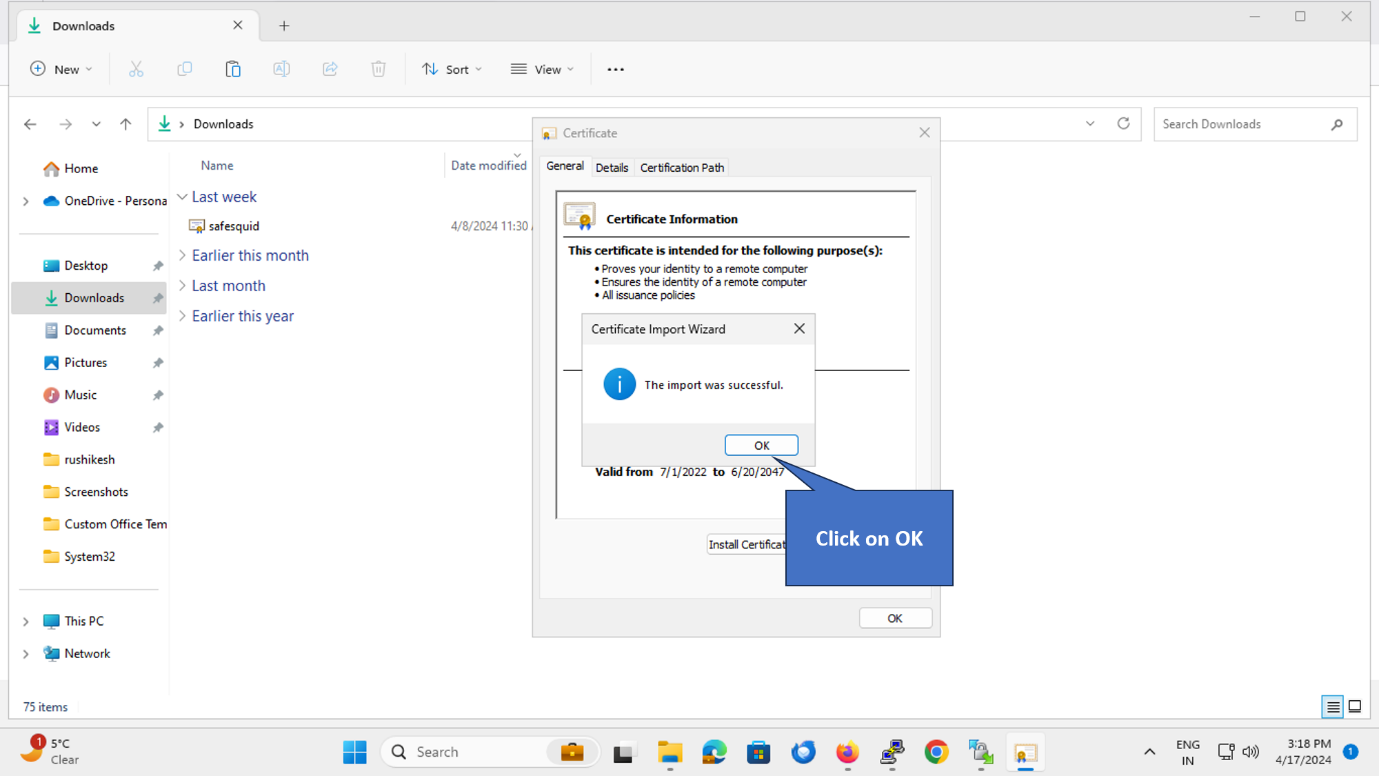 Downloads
New
Sort
View
Downloads
Search Downloads
Home
OneDrive - Persona
Desktop
Downloads
Documents
Pictures
Music
Videos
rushikesh
Screenshots
Custom Office Tem
System32
This PC
Network
Name
Date modified
Last week
safesquid
4/8/2024 11:30
Earlier this month
Last month
Earlier this year
Certificate
General
Details
Certification Path
Certificate Information
This certificate is intended for the following purpose(s):
• Proves your identity to a remote computer
• Ensures the identity of a remote computer
• All issuance policies
Certificate Import Wizard
The import was successful.
OK
Valid from 7/1/2022 to 6/20/2047
Install Certificat
Click on OK
OK
75 items
1
5°C
Clear
Search
ENG
IN
3:18 PM
4/17/2024
1